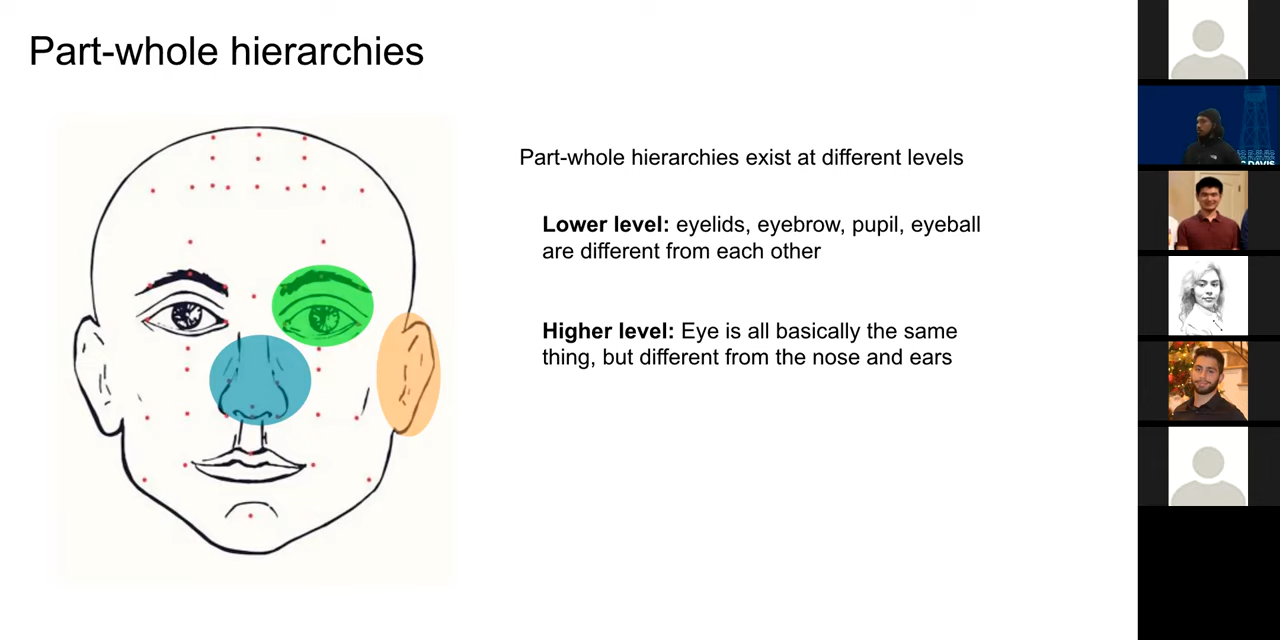 Part-whole hierarchies
Part-whole hierarchies exist at different levels
Lower level: eyelids, eyebrow, pupil, eyeball
are different from each other
Higher level: Eye is all basically the same
thing, but different from the nose and ears
DAVIS